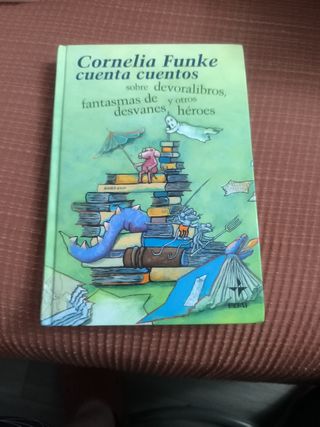 Cornelia Funke
cuenta cuentos
sobre devoralibros,
fantasmas de y otros
desvanes, héroes